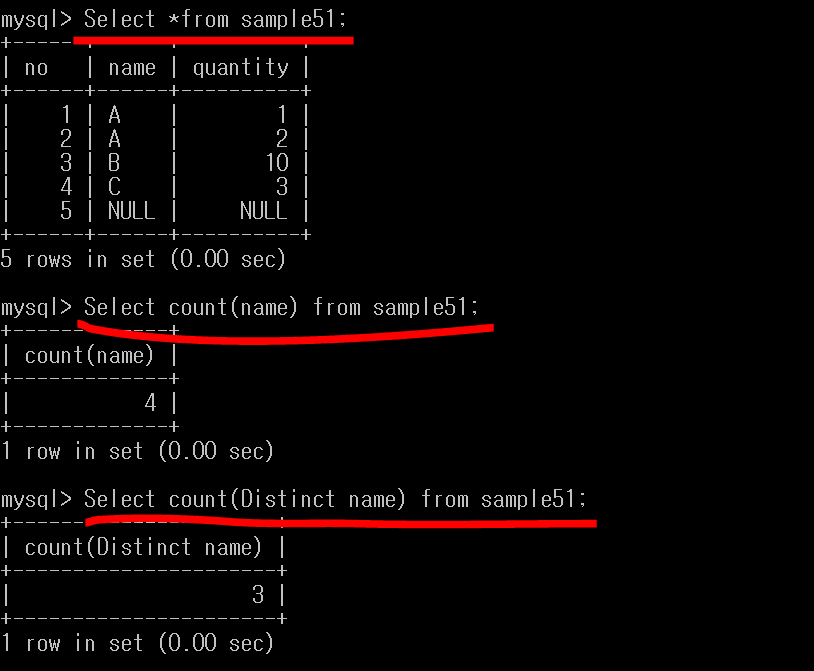 mysql> Select *from sample51;
+------+------+----------+
| no   | name | quantity |
+------+------+----------+
|    1 | A    |        1 |
|    2 | A    |        2 |
|    3 | B    |       10 |
|    4 | C    |        3 |
|    5 | NULL |     NULL |
+------+------+----------+
5 rows in set (0.00 sec)
mysql> Select count(name) from sample51;
+-------------+
| count(name) |
+-------------+
|           4 |
+-------------+
1 row in set (0.00 sec)
mysql> Select count(Distinct name) from sample51;
+----------------------+
| count(Distinct name) |
+----------------------+
|                    3 |
+----------------------+
1 row in set (0.00 sec)